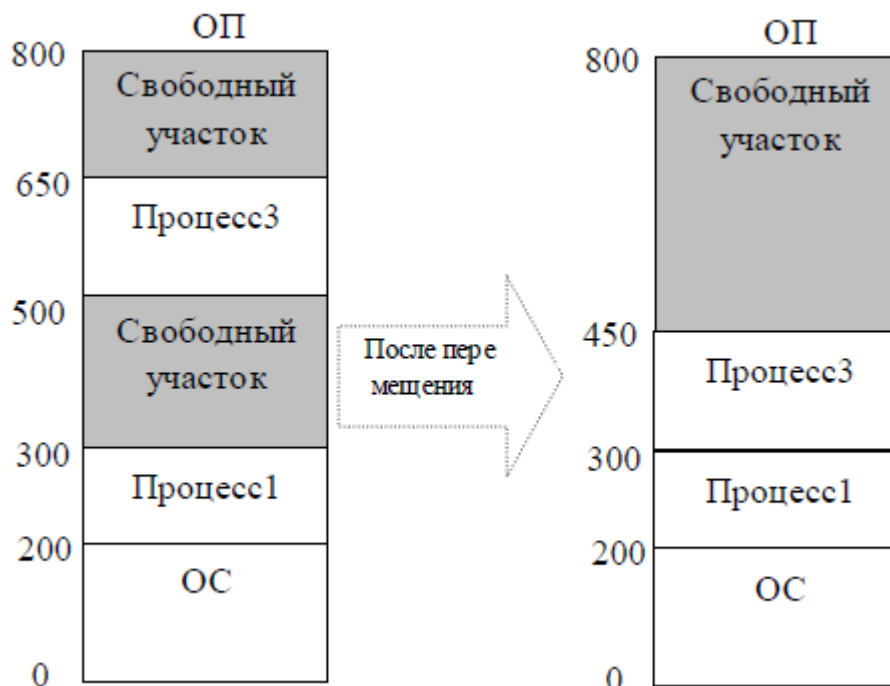 ОП
800
Свободный
участок
650
Процесс3
500
Свободный
участок
300
Процесс1
200
ОС
0
После пере
мещения
ОП
800
Свободный
участок
450
Процесс3
300
Процесс1
200
ОС
0